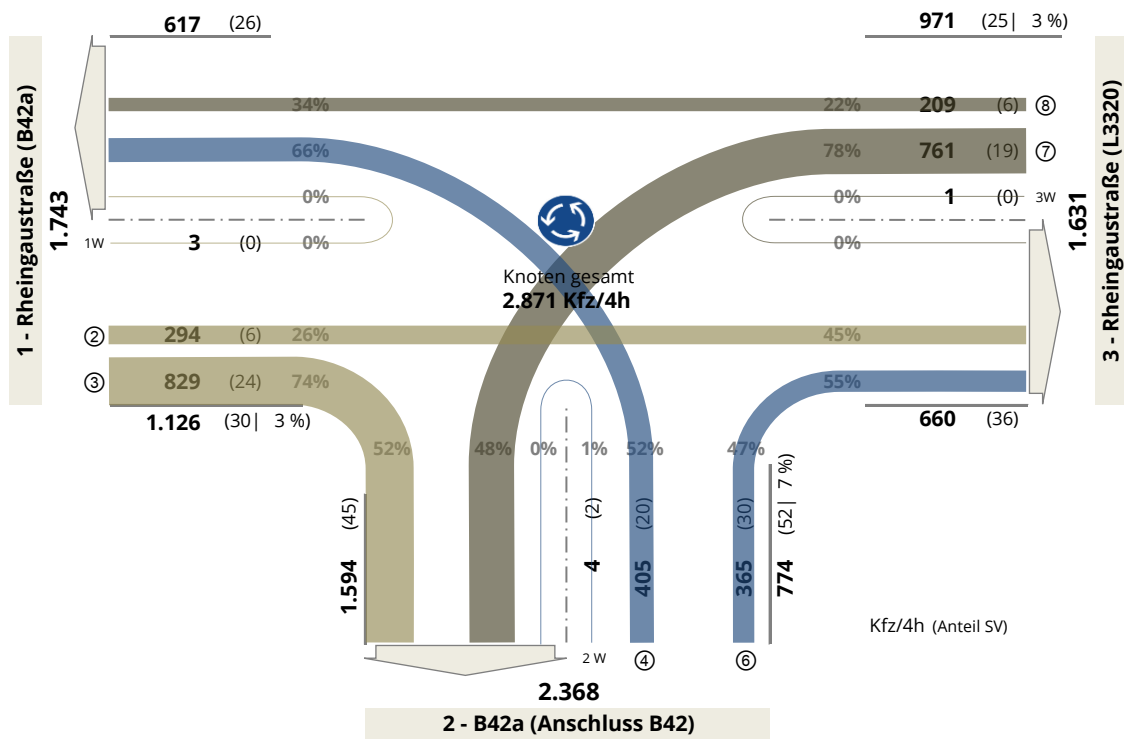 617 (26)
971 (25| 3 %)
34%
22% 209 (6) ⑧
66%
78% 761 (19) ⑦
0%
0% 1 (0) 3W
1W 3 (0) 0%
0%
1 - Rheingaustraße (B42a)
1.743
1.631
3 - Rheingaustraße (L3320)
Knoten gesamt
2.871 Kfz/4h
② 294 (6) 26%
45%
③ 829 (24) 74%
55%
1.126 (30| 3 %)
660 (36)
52% 48% 0% 1% 52% 47%
1.594 (45)
4 (2)
405 (20)
365 (30)
774 (52| 7 %)
Kfz/4h (Anteil SV)
2 W ④ ⑥
2.368
2 - B42a (Anschluss B42)